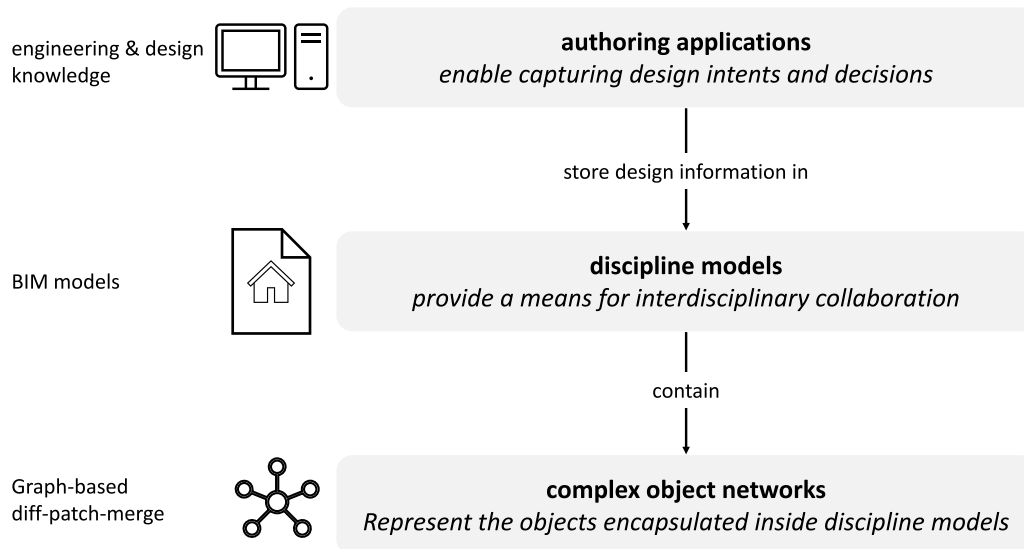 engineering & design
knowledge
authoring applications
enable capturing design intents and decisions
store design information in
BIM models
discipline models
provide a means for interdisciplinary collaboration
contain
Graph-based
diff-patch-merge
complex object networks
Represent the objects encapsulated inside discipline models